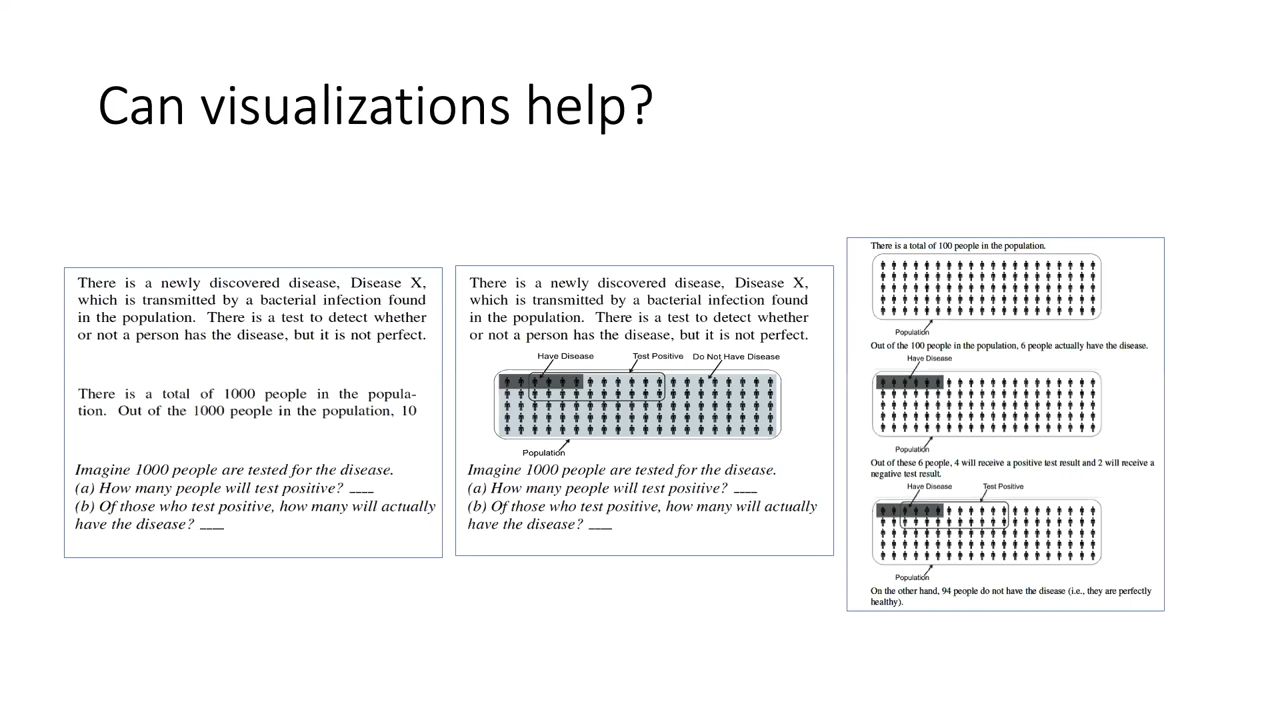 Can visualizations help?
There is a newly discovered disease, Disease X,
which is transmitted by a bacterial infection found
in the population. There is a test to detect whether
or not a person has the disease, but it is not perfect.
There is a total of 1000 people in the popula-
tion. Out of the 1000 people in the population, 10
Imagine 1000 people are tested for the disease.
(a) How many people will test positive? ____
(b) Of those who test positive, how many will actually
have the disease? ____
There is a newly discovered disease, Disease X,
which is transmitted by a bacterial infection found
in the population. There is a test to detect whether
or not a person has the disease, but it is not perfect.
Have Disease
Test Positive
Do Not Have Disease
Population
Imagine 1000 people are tested for the disease.
(a) How many people will test positive? ____
(b) Of those who test positive, how many will actually
have the disease? ____
There is a total of 100 people in the population.
Population
Out of the 100 people in the population, 6 people actually have the disease.
Have Disease
Population
Out of these 6 people, 4 will receive a positive test result and 2 will receive a
negative test result.
Have Disease
Test Positive
Population
On the other hand, 94 people do not have the disease (i.e., they are perfectly
healthy).